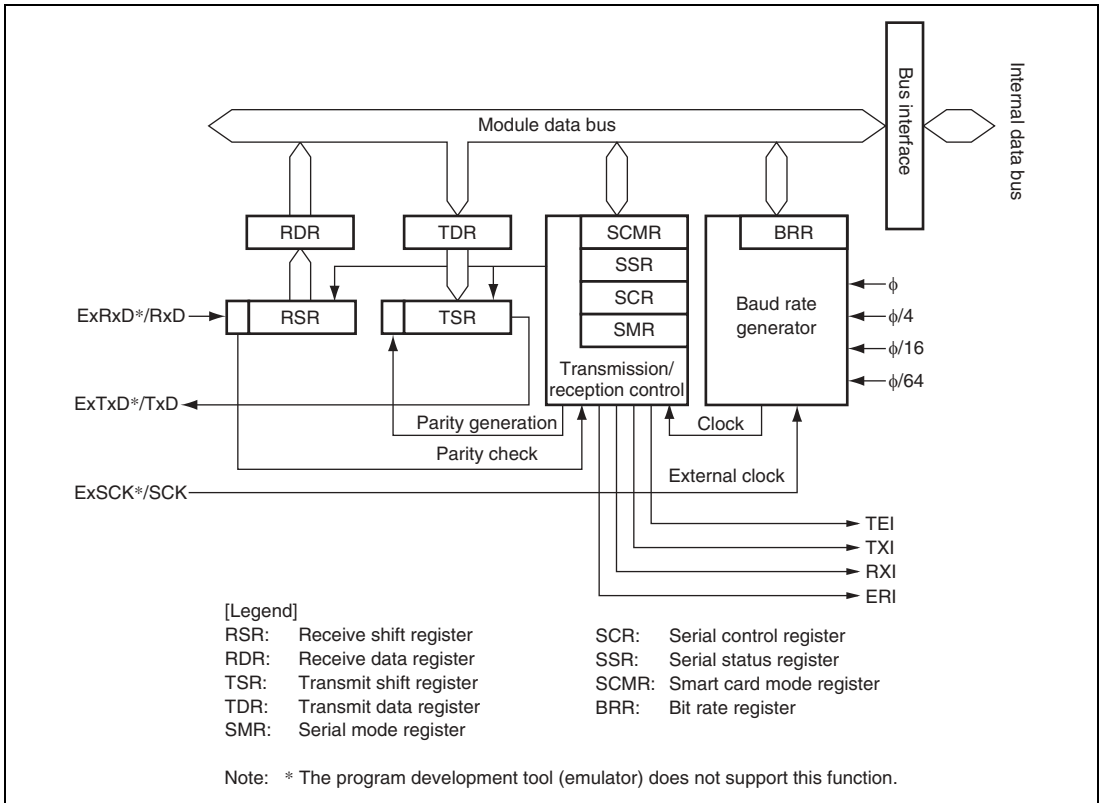 Module data bus
Bus interface
Internal data bus
RDR
TDR
SCMR
BRR
SSR
SCR
SMR
ExRxD*/RxD
RSR
TSR
Baud rate
generator
φ
φ/4
φ/16
φ/64
Transmission/
reception control
ExTxD*/TxD
Parity generation
Clock
Parity check
External clock
ExSCK*/SCK
TEI
TXI
RXI
ERI
[Legend]
RSR: Receive shift register
RDR: Receive data register
TSR: Transmit shift register
TDR: Transmit data register
SMR: Serial mode register
SCR: Serial control register
SSR: Serial status register
SCMR: Smart card mode register
BRR: Bit rate register
Note: * The program development tool (emulator) does not support this function.